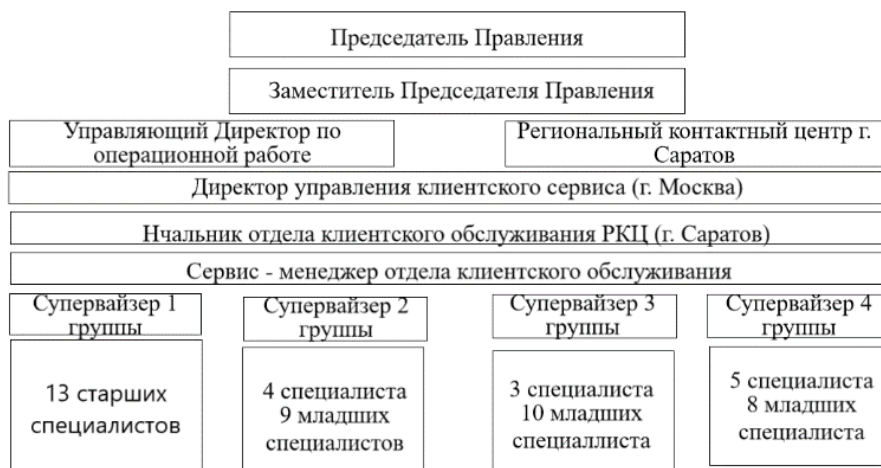 Председатель Правления
Заместитель Председателя Правления
Управляющий Директор по
операционной работе
Региональный контактный центр г.
Саратов
Директор управления клиентского сервиса (г. Москва)
Нчальник отдела клиентского обслуживания РКЦ (г. Саратов)
Сервис - менеджер отдела клиентского обслуживания
Супервайзер 1
группы
Супервайзер 2
группы
Супервайзер 3
группы
Супервайзер 4
группы
13 старших
специалистов
4 специалиста
9 младших
специалистов
3 специалиста
10 младших
специаллиста
5 специалиста
8 младших
специалиста